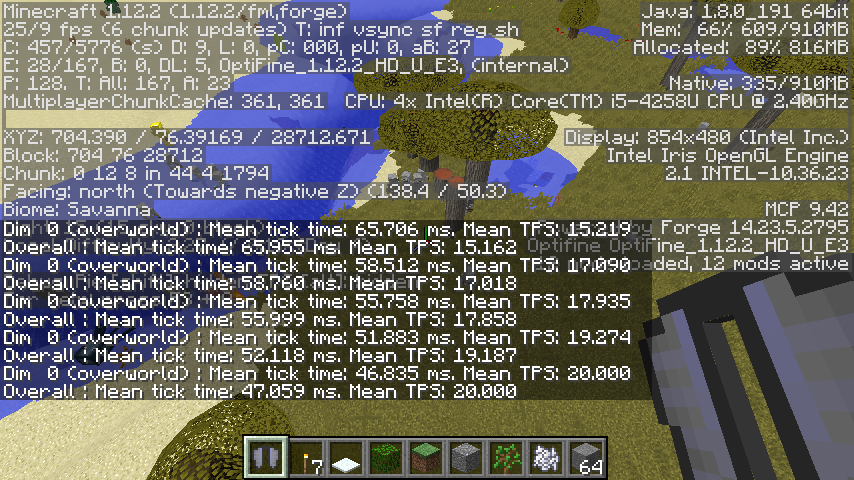 Minecraft 1.12.2 (1.12.2/fml,forge)
25/9 fps (6 chunk updates) T: inf vsync sf reg sh
C: 457/5776 (s) D: 9, L: 0, pC: 000, pU: 0, aB: 27
E: 28/167, B: 0, DL: 5, OptiFine_1.12.2_HD_U_E3, (internal)
P: 128. T: All: 167, A: 23
MultiplayerChunkCache: 361, 361
XYZ: 704.390 / 76.39169 / 28712.671
Block: 704 76 28712
Chunk: 0 12 8 in 44 4 1794
Facing: north (Towards negative Z) (138.4 / 50.3)
Biome: Savanna
Java: 1.8.0_191 64bit
Mem: 66% 609/910MB
Allocated: 89% 816MB
Native: 335/910MB
CPU: 4x Intel(R) Core(TM) i5-4258U CPU @ 2.40GHz
Display: 854x480 (Intel Inc.)
Intel Iris OpenGL Engine
2.1 INTEL-10.36.23
MCP 9.42
by Forge 14.23.5.2795
Optifine OptiFine_1.12.2_HD_U_E3
loaded, 12 mods active
Dim 0 (overworld) : Mean tick time: 65.706 ms. Mean TPS: 15.219
Overall : Mean tick time: 65.955 ms. Mean TPS: 15.162
Dim 0 (overworld) : Mean tick time: 58.512 ms. Mean TPS: 17.090
Overall : Mean tick time: 58.760 ms. Mean TPS: 17.018
Dim 0 (overworld) : Mean tick time: 55.758 ms. Mean TPS: 17.935
Overall : Mean tick time: 55.999 ms. Mean TPS: 17.858
Dim 0 (overworld) : Mean tick time: 51.883 ms. Mean TPS: 19.274
Overall : Mean tick time: 52.118 ms. Mean TPS: 19.187
Dim 0 (overworld) : Mean tick time: 46.835 ms. Mean TPS: 20.000
Overall : Mean tick time: 47.059 ms. Mean TPS: 20.000
7
64